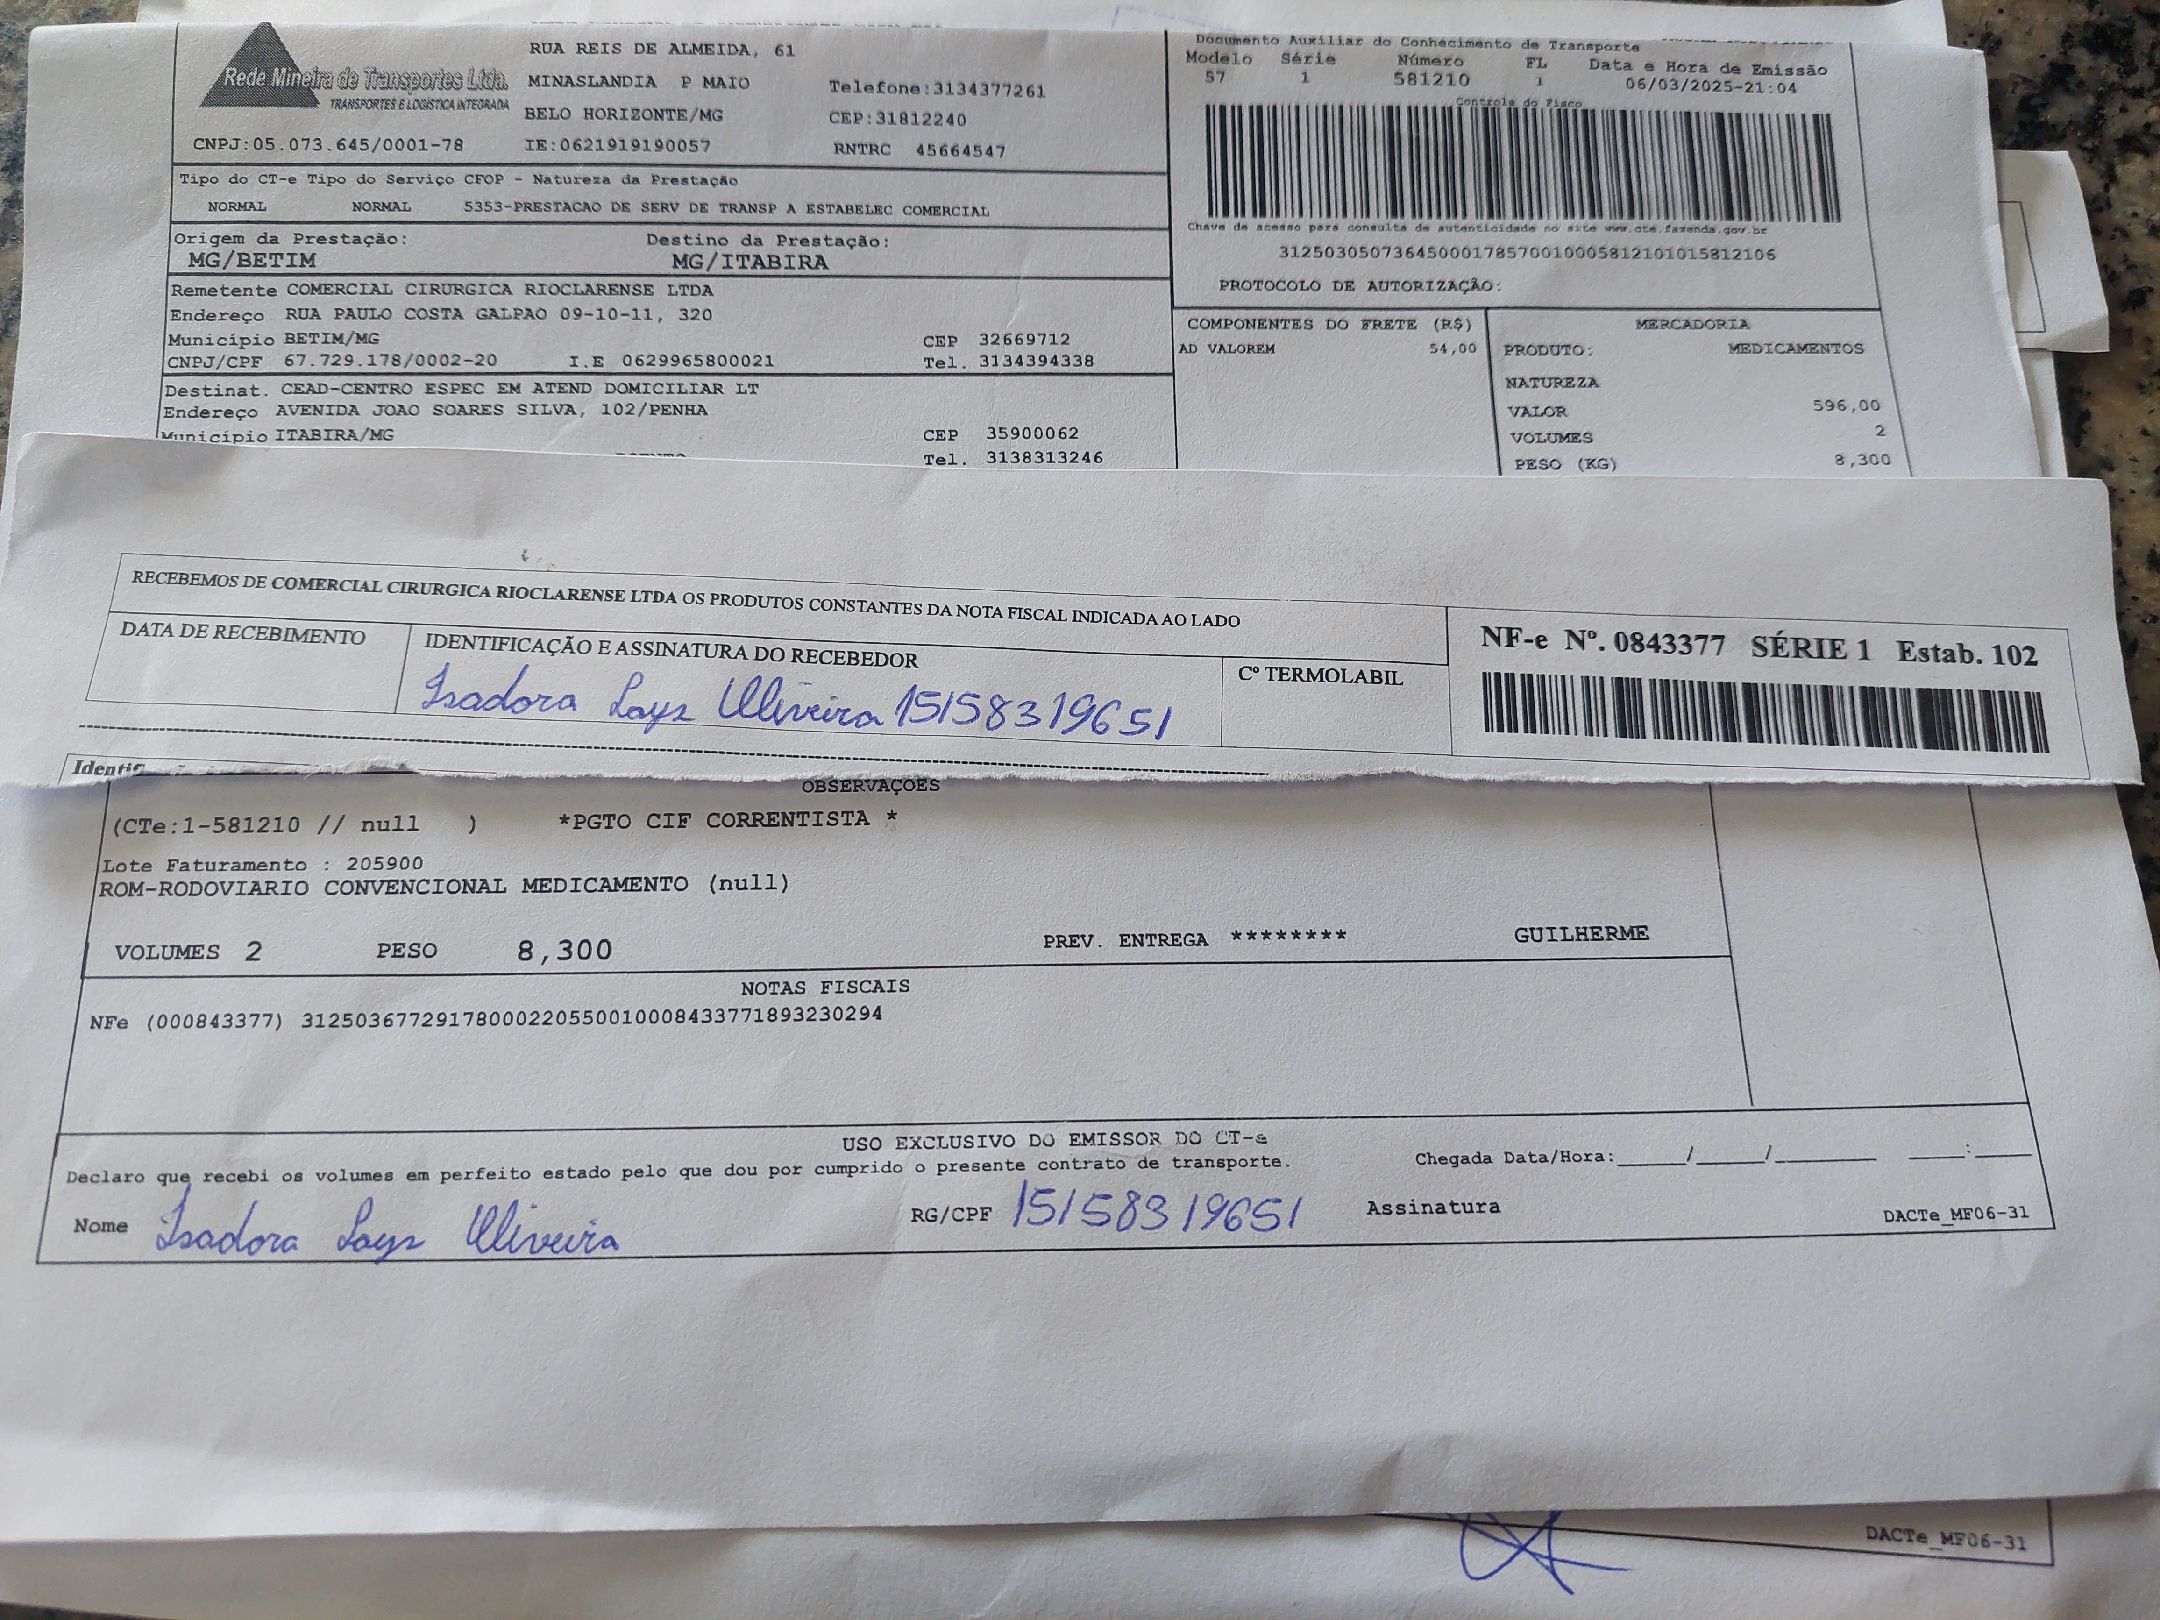 Rede Mineira de Transportes Ltda.
TRANSPORTES E LOGÍSTICA INTEGRADA
CNPJ:05.073.645/0001-78
RUA REIS DE ALMEIDA, 61
MINASLANDIA P MAIO
BELO HORIZONTE/MG
IE:0621919190057
Telefone:3134377261
CEP:31812240
RNTRC 45664547
Documento Auxiliar do Conhecimento de Transporte
Modelo Série Número FL Data e Hora de Emissão
57 1 581210 1 06/03/2025-21:04
Controle do Fisco
Chave de acesso para consulta de autenticidade no site www.cte.fazenda.gov.br
31250305073645000178570010005812101015812106
PROTOCOLO DE AUTORIZAÇÃO:
Tipo do CT-e Tipo do Serviço CFOP - Natureza da Prestação
NORMAL NORMAL 5353-PRESTACAO DE SERV DE TRANSP A ESTABELEC COMERCIAL
Origem da Prestação: Destino da Prestação:
MG/BETIM MG/ITABIRA
Remetente COMERCIAL CIRURGICA RIOCLARENSE LTDA
Endereço RUA PAULO COSTA GALPAO 09-10-11, 320
Município BETIM/MG CEP 32669712
CNPJ/CPF 67.729.178/0002-20 I.E 0629965800021 Tel. 3134394338
Destinat. CEAD-CENTRO ESPEC EM ATEND DOMICILIAR LT
Endereço AVENIDA JOAO SOARES SILVA, 102/PENHA
Município ITABIRA/MG CEP 35900062
Tel. 3138313246
COMPONENTES DO FRETE (R$)
AD VALOREM 54,00
MERCADORIA
PRODUTO: MEDICAMENTOS
NATUREZA
VALOR 596,00
VOLUMES 2
PESO (KG) 8,300
RECEBEMOS DE COMERCIAL CIRURGICA RIOCLARENSE LTDA OS PRODUTOS CONSTANTES DA NOTA FISCAL INDICADA AO LADO
DATA DE RECEBIMENTO
IDENTIFICAÇÃO E ASSINATURA DO RECEBEDOR
Isadora Lays Oliveira 15158319651
Cº TERMOLABIL
NF-e Nº. 0843377 SÉRIE 1 Estab. 102
OBSERVAÇÕES
(CTe:1-581210 // null ) *PGTO CIF CORRENTISTA *
Lote Faturamento : 205900
ROM-RODOVIARIO CONVENCIONAL MEDICAMENTO (null)
VOLUMES 2 PESO 8,300 PREV. ENTREGA ******** GUILHERME
NOTAS FISCAIS
NFe (000843377) 31250367729178000220550010008433771893230294
USO EXCLUSIVO DO EMISSOR DO CT-e
Declaro que recebi os volumes em perfeito estado pelo que dou por cumprido o presente contrato de transporte. Chegada Data/Hora:_____/_____/________ ____:____
Nome Isadora Lays Oliveira RG/CPF 15158319651 Assinatura
DACTe_MF06-31
DACTe_MF06-31